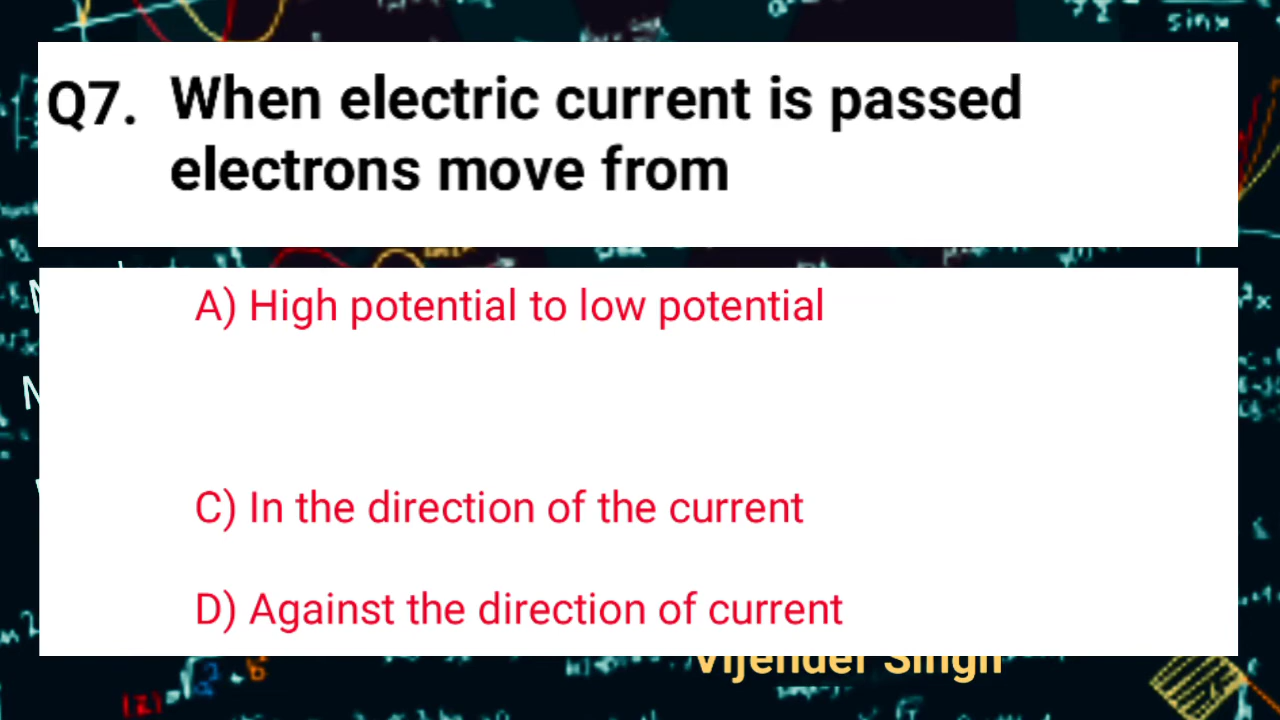 sinx
Q7. When electric current is passed
electrons move from
A) High potential to low potential
C) In the direction of the current
D) Against the direction of current
Vijender Singh